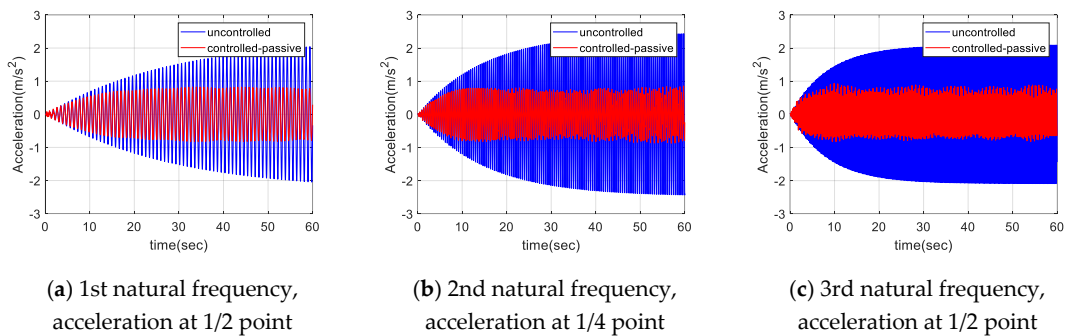 3
2
1
0
-1
-2
-3
Acceleration(m/s²)
uncontrolled
controlled-passive
0 10 20 30 40 50 60
time(sec)
(a) 1st natural frequency,
acceleration at 1/2 point
3
2
1
0
-1
-2
-3
Acceleration(m/s²)
uncontrolled
controlled-passive
0 10 20 30 40 50 60
time(sec)
(b) 2nd natural frequency,
acceleration at 1/4 point
3
2
1
0
-1
-2
-3
Acceleration(m/s²)
uncontrolled
controlled-passive
0 10 20 30 40 50 60
time(sec)
(c) 3rd natural frequency,
acceleration at 1/2 point